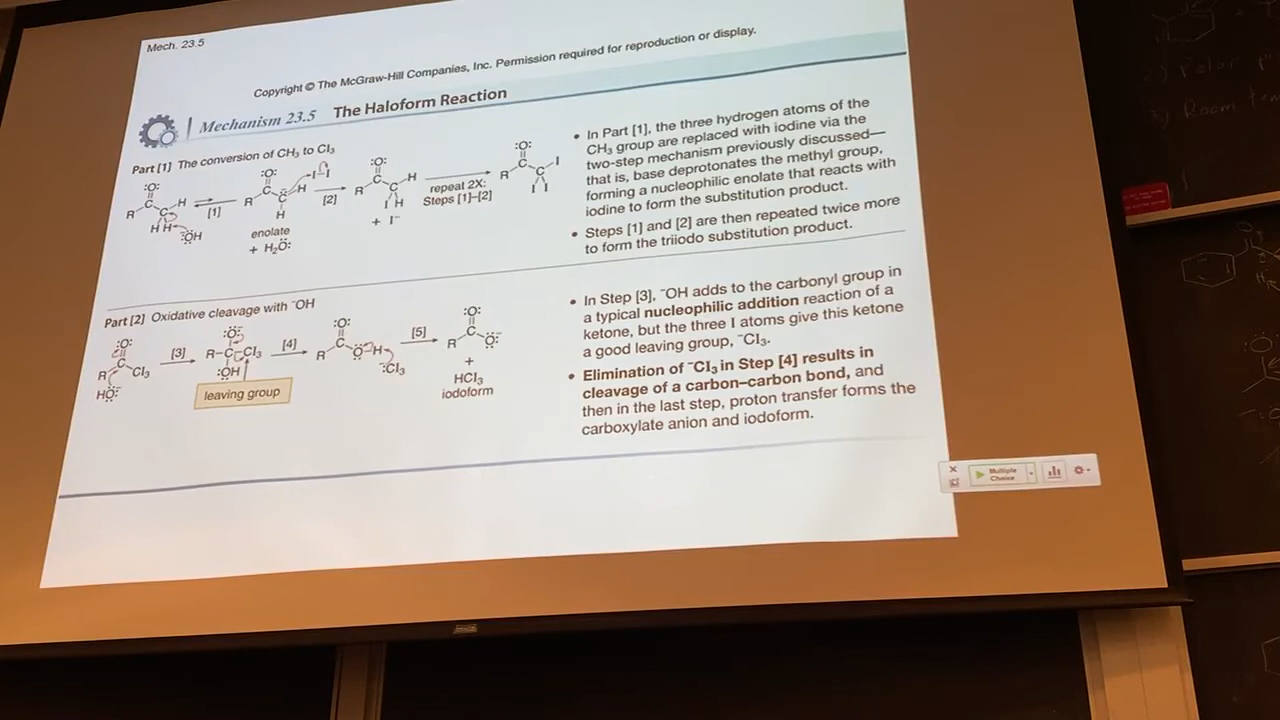 Mech. 23.5
Copyright © The McGraw-Hill Companies, Inc. Permission required for reproduction or display.
Mechanism 23.5 The Haloform Reaction
Part [1] The conversion of CH3 to CI3
[1]
enolate
+ H2Ö:
[2]
+ I⁻
repeat 2X:
Steps [1]–[2]
• In Part [1], the three hydrogen atoms of the
CH3 group are replaced with iodine via the
two-step mechanism previously discussed—
that is, base deprotonates the methyl group,
forming a nucleophilic enolate that reacts with
iodine to form the substitution product.
• Steps [1] and [2] are then repeated twice more
to form the triiodo substitution product.
Part [2] Oxidative cleavage with ⁻OH
[3]
leaving group
[4]
[5]
+
HCI3
iodoform
• In Step [3], ⁻OH adds to the carbonyl group in
a typical nucleophilic addition reaction of a
ketone, but the three I atoms give this ketone
a good leaving group, ⁻CI3.
• Elimination of ⁻CI3 in Step [4] results in
cleavage of a carbon–carbon bond, and
then in the last step, proton transfer forms the
carboxylate anion and iodoform.
Multiple
Choice
2) Polar
3) Room